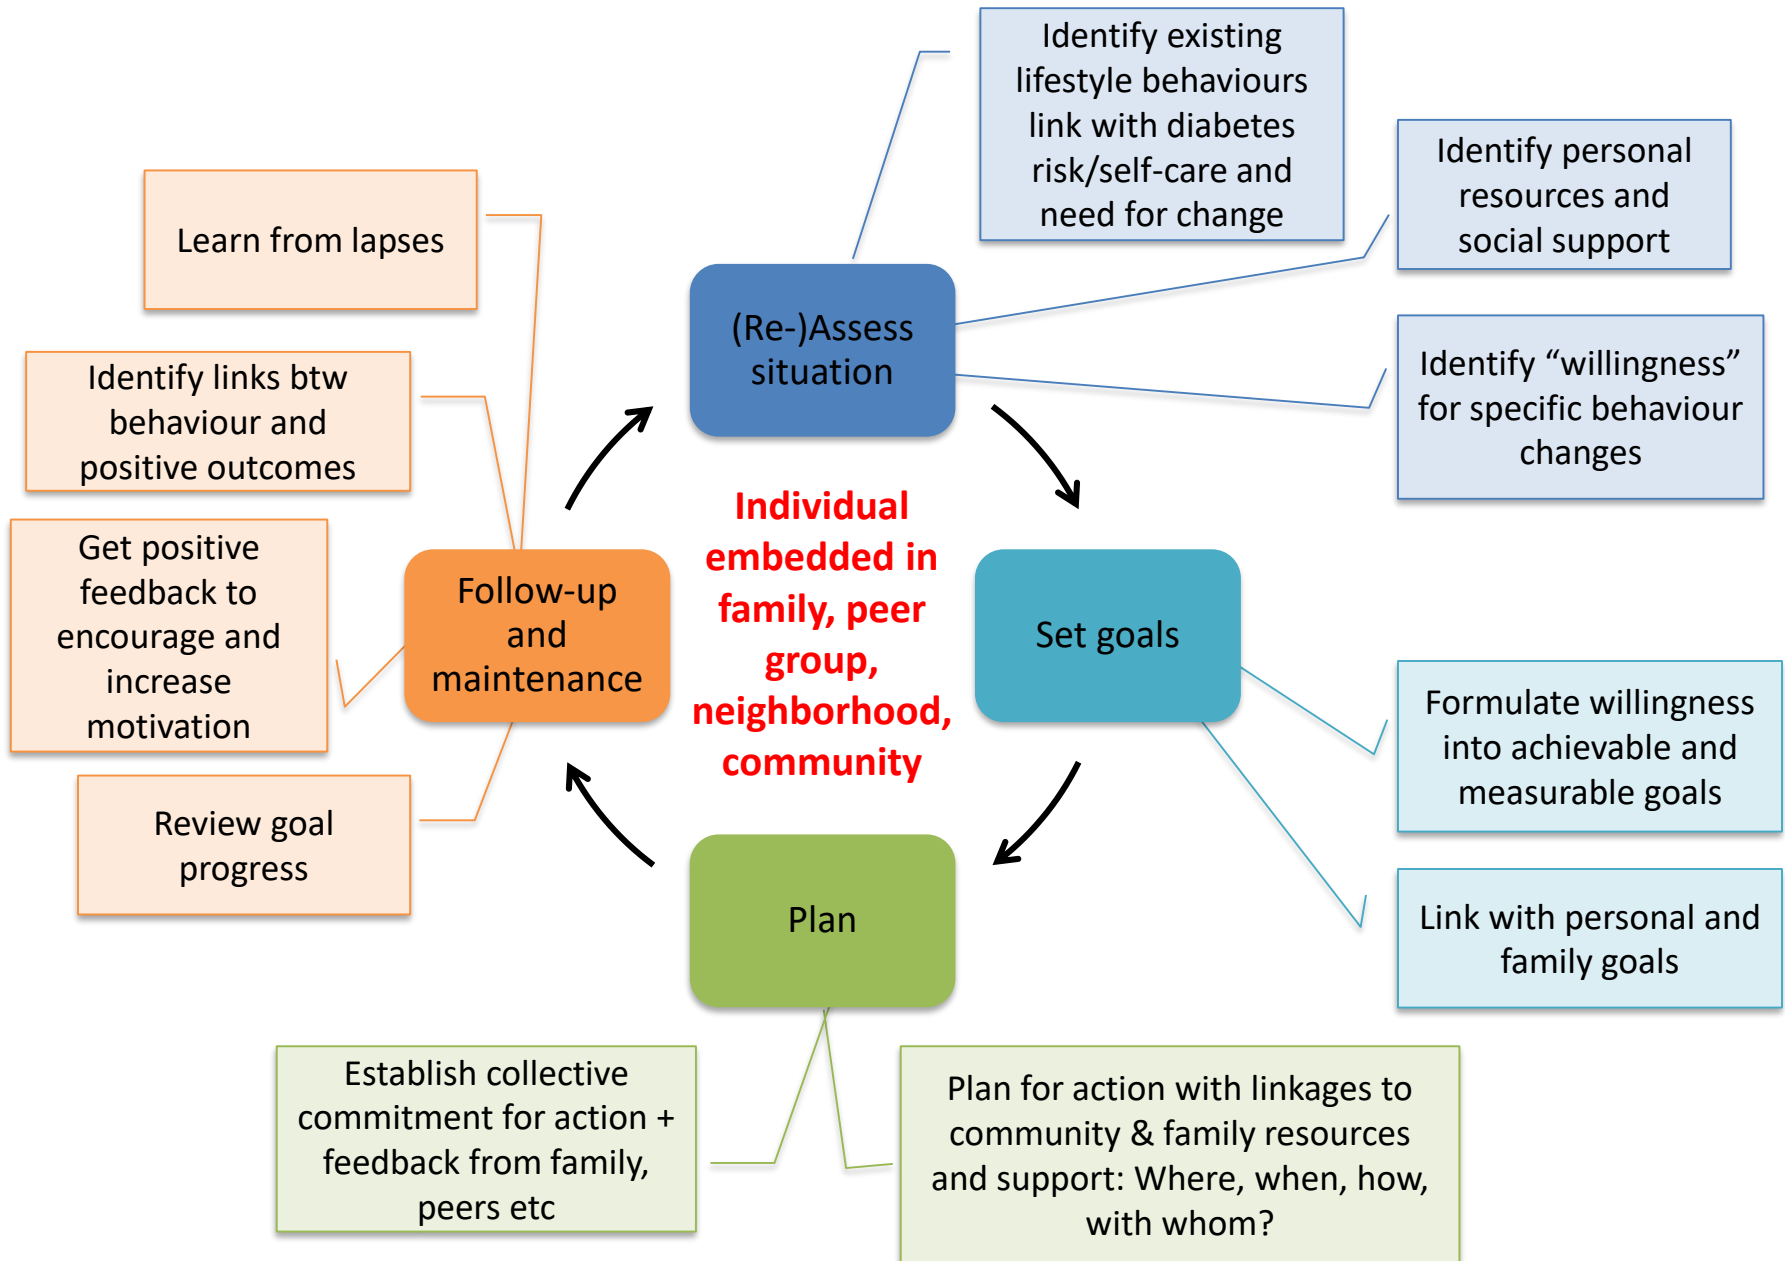 Identify existing
lifestyle behaviours
link with diabetes
risk/self-care and
need for change
Identify personal
resources and
social support
Identify “willingness”
for specific behaviour
changes
(Re-)Assess
situation
Learn from lapses
Identify links btw
behaviour and
positive outcomes
Get positive
feedback to
encourage and
increase
motivation
Review goal
progress
Follow-up
and
maintenance
Individual
embedded in
family, peer
group,
neighborhood,
community
Set goals
Formulate willingness
into achievable and
measurable goals
Link with personal and
family goals
Plan
Establish collective
commitment for action +
feedback from family,
peers etc
Plan for action with linkages to
community & family resources
and support: Where, when, how,
with whom?